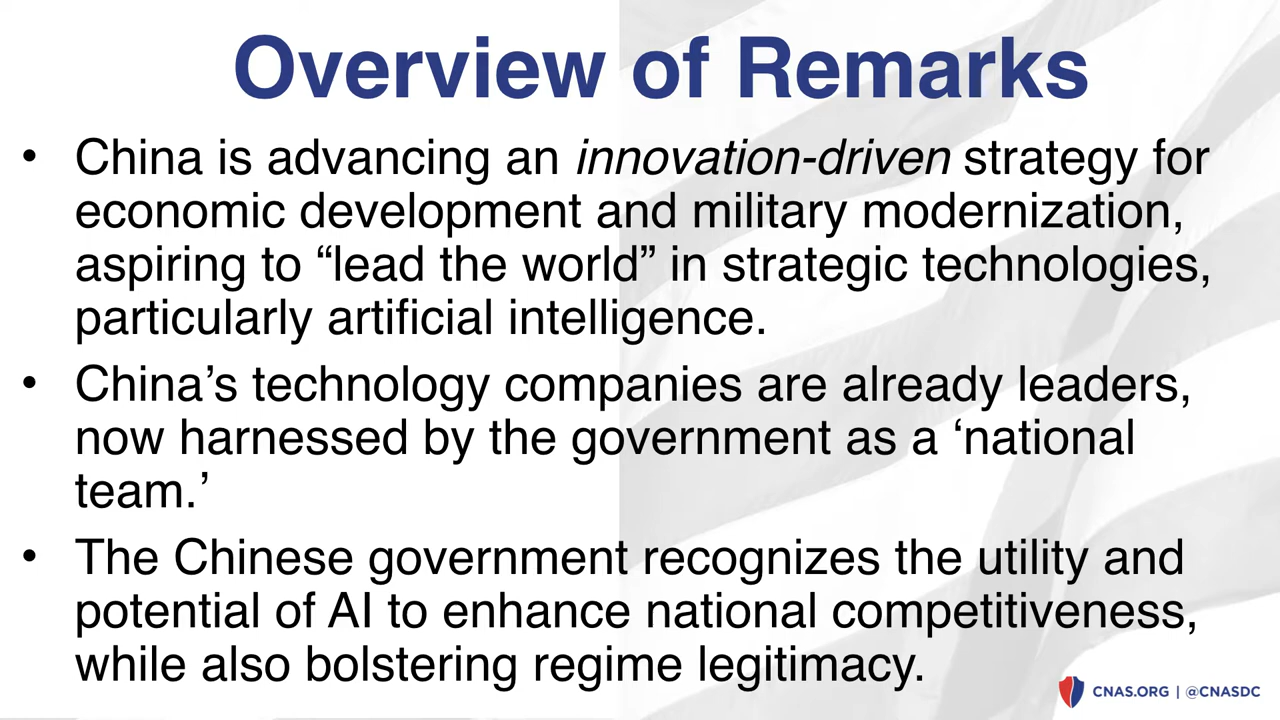 Overview of Remarks
• China is advancing an innovation-driven strategy for
economic development and military modernization,
aspiring to “lead the world” in strategic technologies,
particularly artificial intelligence.
• China’s technology companies are already leaders,
now harnessed by the government as a ‘national
team.’
• The Chinese government recognizes the utility and
potential of AI to enhance national competitiveness,
while also bolstering regime legitimacy.
CNAS.ORG | @CNASDC